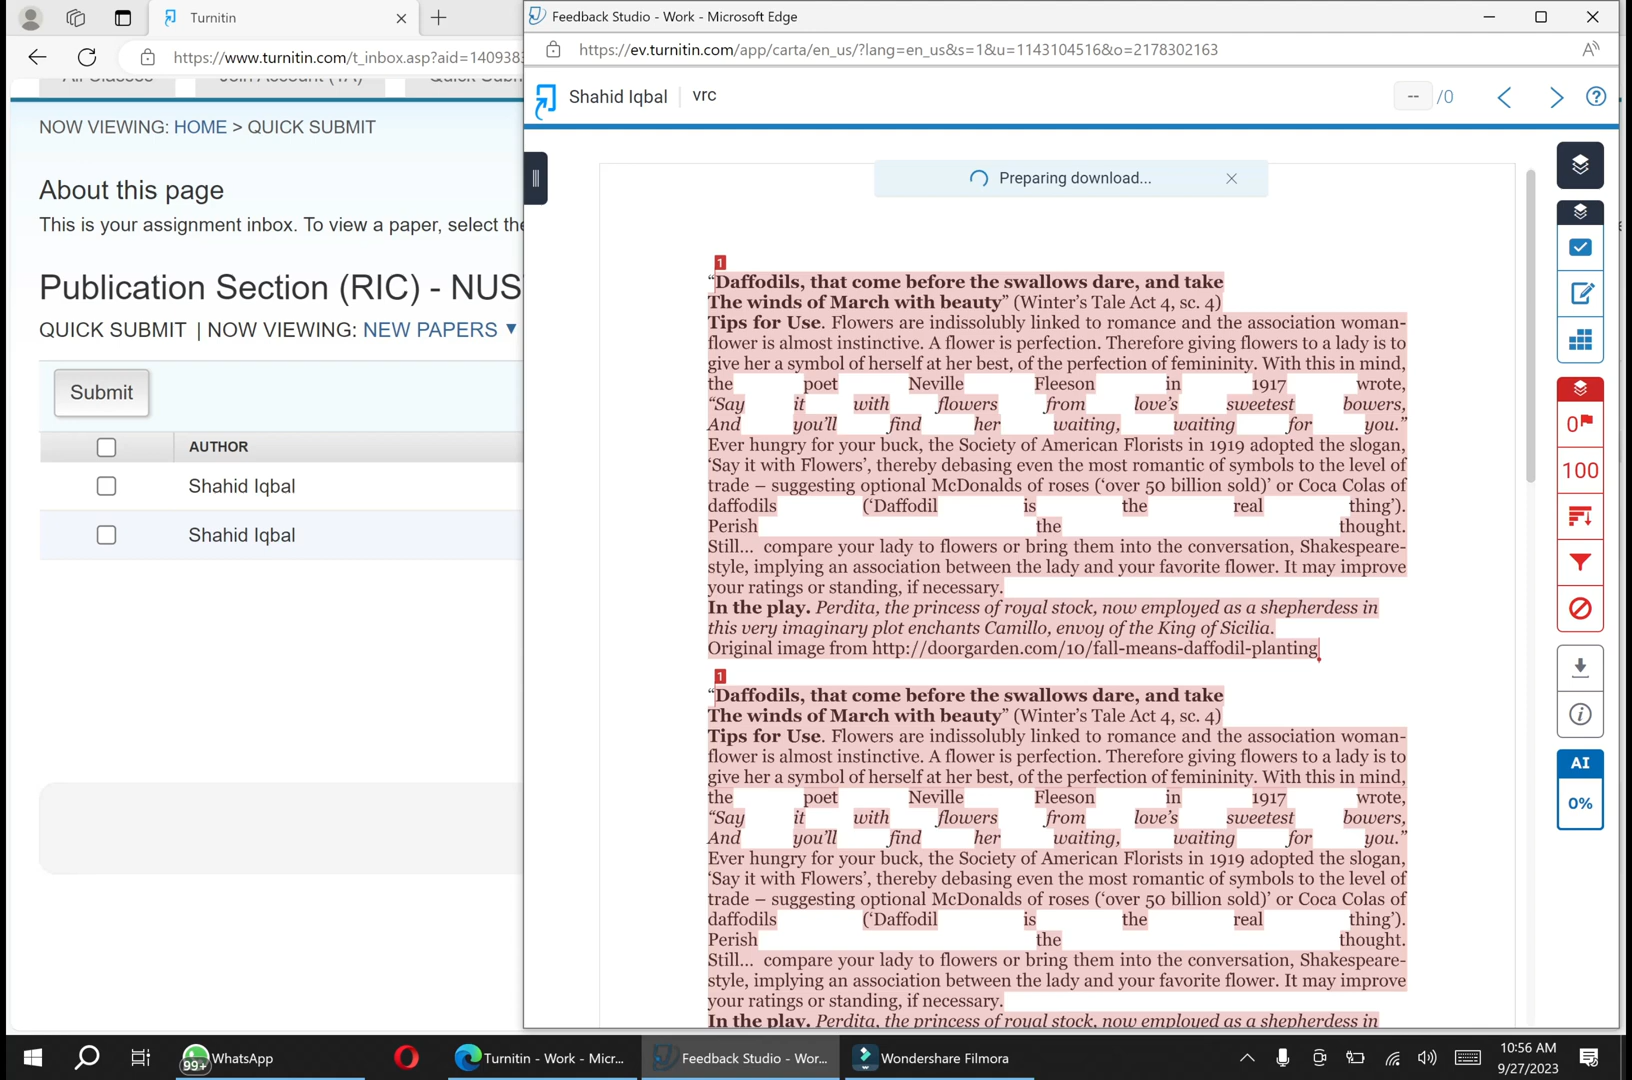 Turnitin
https://www.turnitin.com/t_inbox.asp?aid=14093
All Classes Join Account (TA) Quick Subm
NOW VIEWING: HOME > QUICK SUBMIT
About this page
This is your assignment inbox. To view a paper, select the
Publication Section (RIC) - NUS
QUICK SUBMIT | NOW VIEWING: NEW PAPERS ▼
Submit
AUTHOR
Shahid Iqbal
Shahid Iqbal
Feedback Studio - Work - Microsoft Edge
https://ev.turnitin.com/app/carta/en_us/?lang=en_us&s=1&u=1143104516&o=2178302163
Shahid Iqbal | vrc
-- /0
Preparing download...
1
“Daffodils, that come before the swallows dare, and take
The winds of March with beauty” (Winter’s Tale Act 4, sc. 4)
Tips for Use. Flowers are indissolubly linked to romance and the association woman-
flower is almost instinctive. A flower is perfection. Therefore giving flowers to a lady is to
give her a symbol of herself at her best, of the perfection of femininity. With this in mind,
the poet Neville Fleeson in 1917 wrote,
“Say it with flowers from love’s sweetest bowers,
And you’ll find her waiting, waiting for you.”
Ever hungry for your buck, the Society of American Florists in 1919 adopted the slogan,
‘Say it with Flowers’, thereby debasing even the most romantic of symbols to the level of
trade – suggesting optional McDonalds of roses (‘over 50 billion sold)’ or Coca Colas of
daffodils (‘Daffodil is the real thing’).
Perish the thought.
Still... compare your lady to flowers or bring them into the conversation, Shakespeare-
style, implying an association between the lady and your favorite flower. It may improve
your ratings or standing, if necessary.
In the play. Perdita, the princess of royal stock, now employed as a shepherdess in
this very imaginary plot enchants Camillo, envoy of the King of Sicilia.
Original image from http://doorgarden.com/10/fall-means-daffodil-planting
1
“Daffodils, that come before the swallows dare, and take
The winds of March with beauty” (Winter’s Tale Act 4, sc. 4)
Tips for Use. Flowers are indissolubly linked to romance and the association woman-
flower is almost instinctive. A flower is perfection. Therefore giving flowers to a lady is to
give her a symbol of herself at her best, of the perfection of femininity. With this in mind,
the poet Neville Fleeson in 1917 wrote,
“Say it with flowers from love’s sweetest bowers,
And you’ll find her waiting, waiting for you.”
Ever hungry for your buck, the Society of American Florists in 1919 adopted the slogan,
‘Say it with Flowers’, thereby debasing even the most romantic of symbols to the level of
trade – suggesting optional McDonalds of roses (‘over 50 billion sold)’ or Coca Colas of
daffodils (‘Daffodil is the real thing’).
Perish the thought.
Still... compare your lady to flowers or bring them into the conversation, Shakespeare-
style, implying an association between the lady and your favorite flower. It may improve
your ratings or standing, if necessary.
In the play. Perdita, the princess of royal stock, now employed as a shepherdess in
0
100
AI
0%
99+ WhatsApp
Turnitin - Work - Micr...
Feedback Studio - Wor...
Wondershare Filmora
10:56 AM
9/27/2023